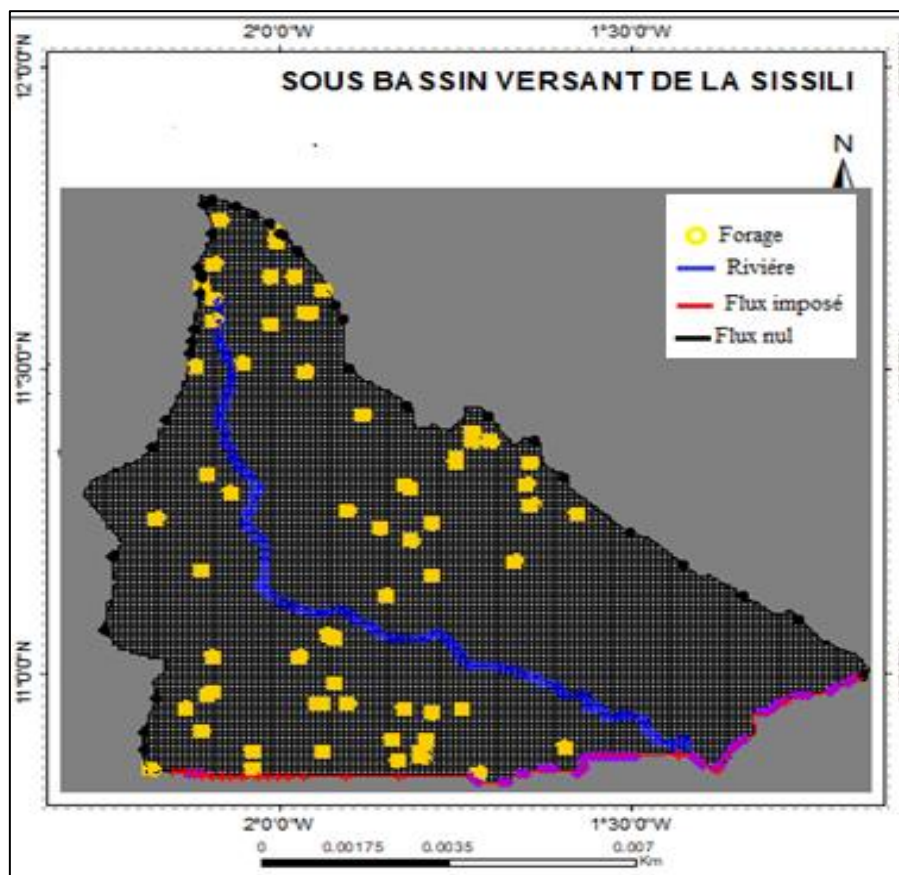 2°0'0"W 1°30'0"W
12°0'0"N
SOUS BASSIN VERSANT DE LA SISSILI
N
Forage
Riviére
Flux imposé
Flux nul
11°30'0"N
11°0'0"N
2°0'0"W 1°30'0"W
0 0.00175 0.0035 0.007
Km